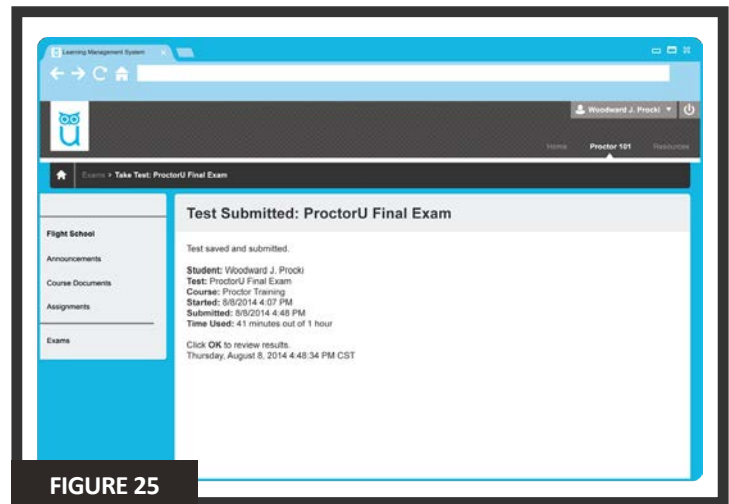 Learning Management System
Woodward J. Procki
Home Proctor 101 Resources
Exams > Take Test: ProctorU Final Exam
Flight School
Announcements
Course Documents
Assignments
Exams
Test Submitted: ProctorU Final Exam
Test saved and submitted.
Student: Woodward J. Procki
Test: ProctorU Final Exam
Course: Proctor Training
Started: 8/8/2014 4:07 PM
Submitted: 8/8/2014 4:48 PM
Time Used: 41 minutes out of 1 hour
Click OK to review results.
Thursday, August 8, 2014 4:48:34 PM CST
FIGURE 25